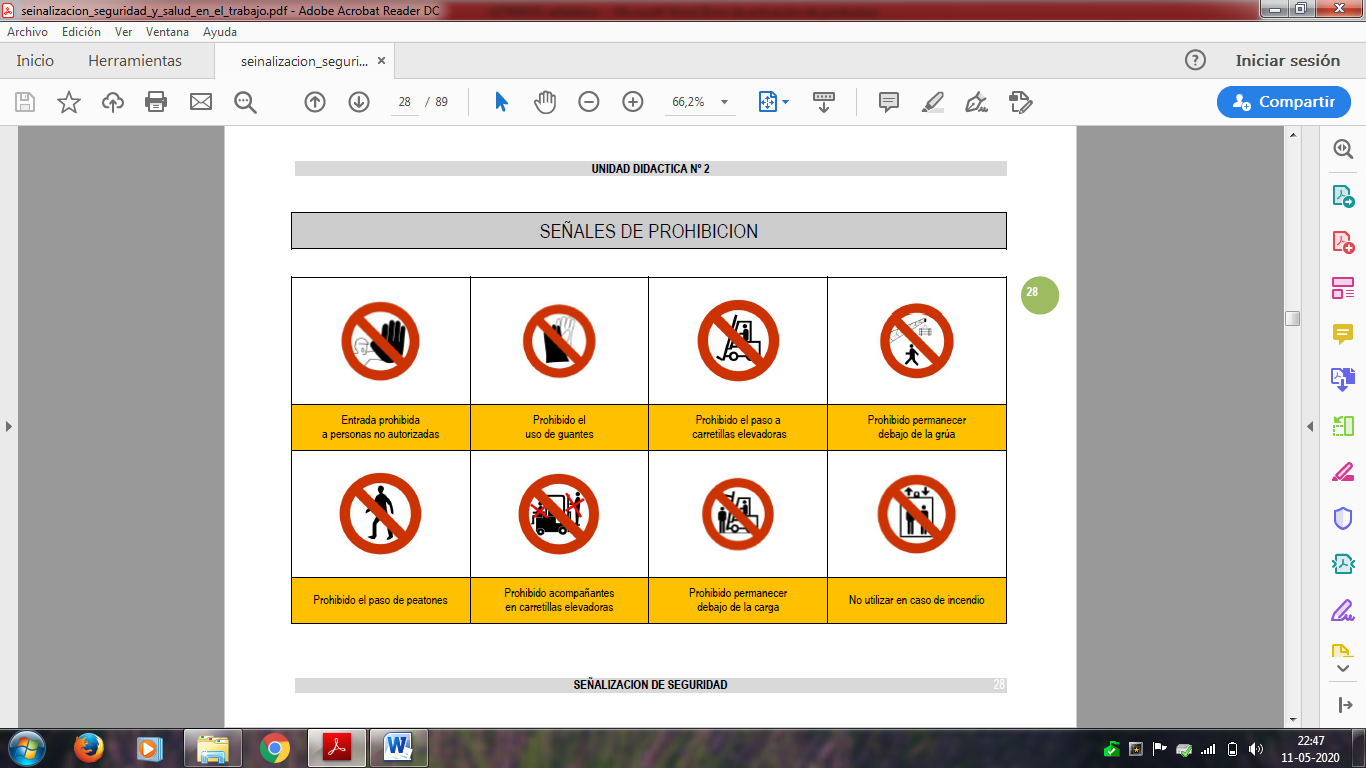 seinalizacion_seguridad_y_salud_en_el_trabajo.pdf - Adobe Acrobat Reader DC
Archivo Edición Ver Ventana Ayuda
Inicio Herramientas seinalizacion_seguri... × ? Iniciar sesión
28 / 89 66,2% Compartir
UNIDAD DIDACTICA Nº 2
SEÑALES DE PROHIBICION
28
Entrada prohibida
a personas no autorizadas
Prohibido el
uso de guantes
Prohibido el paso a
carretillas elevadoras
Prohibido permanecer
debajo de la grúa
Prohibido el paso de peatones
Prohibido acompañantes
en carretillas elevadoras
Prohibido permanecer
debajo de la carga
No utilizar en caso de incendio
SEÑALIZACION DE SEGURIDAD 28
22:47
11-05-2020